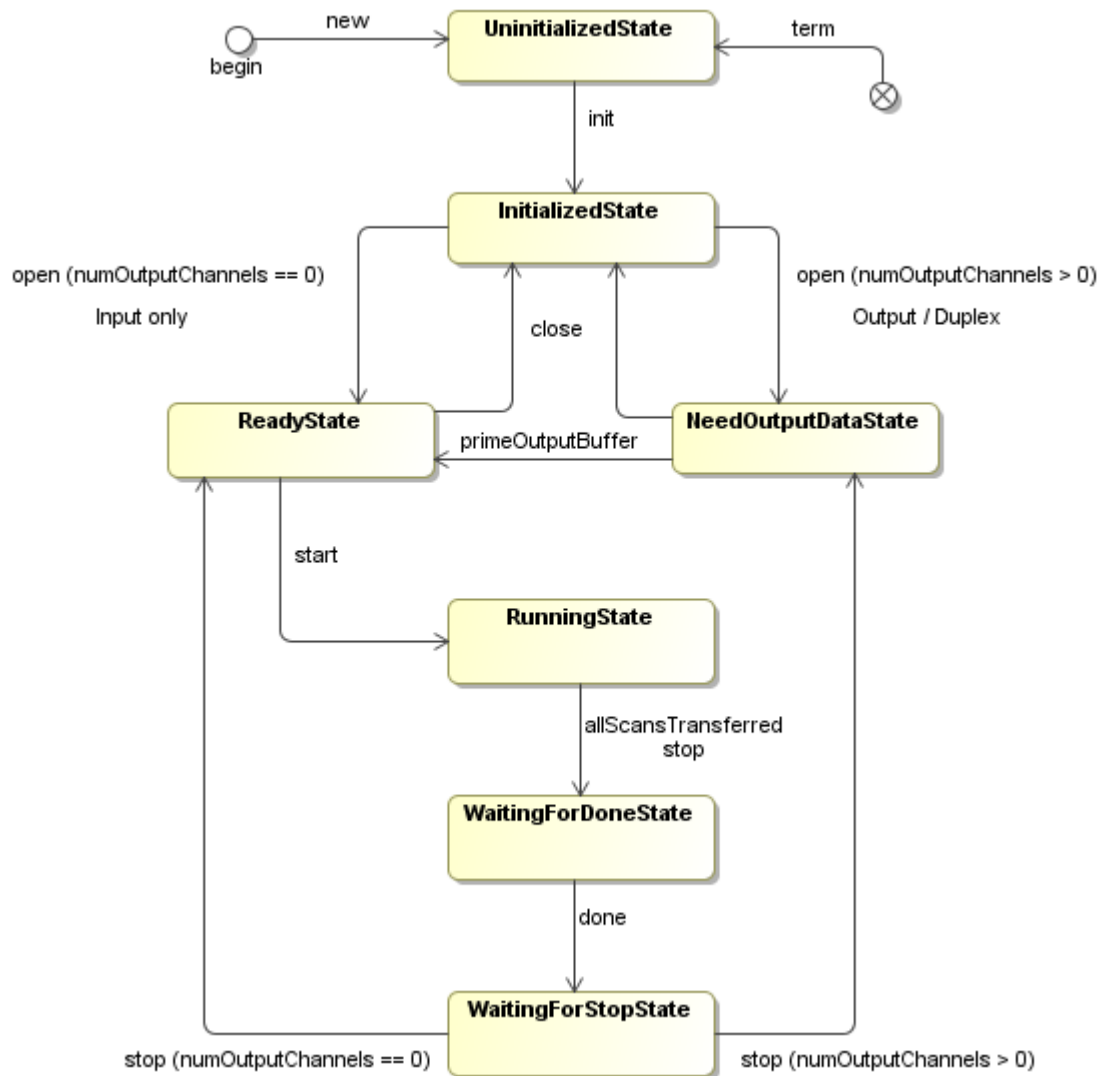 new
UninitializedState
term
begin
init
InitializedState
open (numOutputChannels == 0)
Input only
open (numOutputChannels > 0)
Output / Duplex
close
ReadyState
NeedOutputDataState
primeOutputBuffer
start
RunningState
allScansTransferred
stop
WaitingForDoneState
done
WaitingForStopState
stop (numOutputChannels == 0)
stop (numOutputChannels > 0)